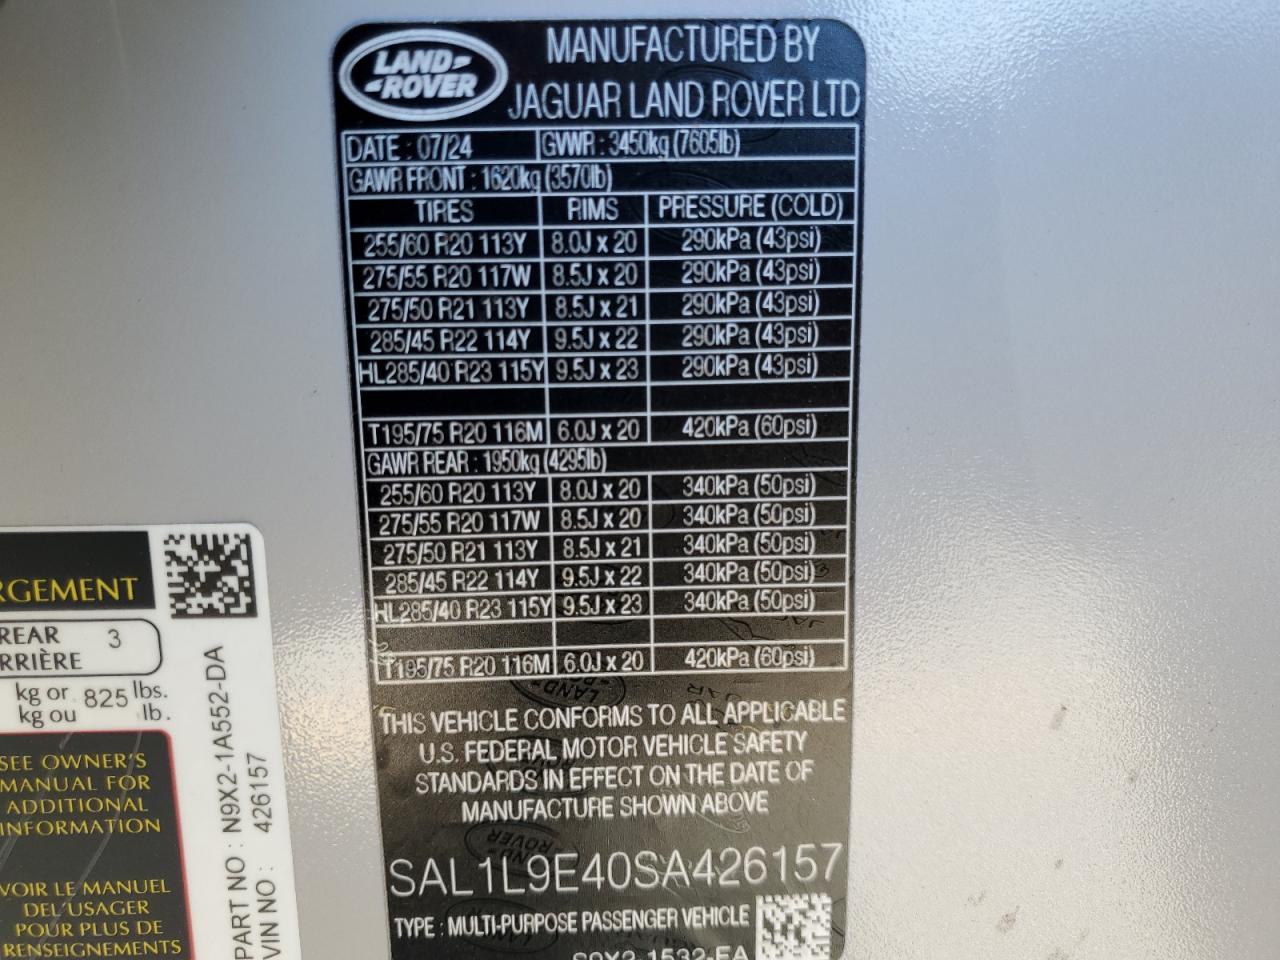 LAND-
-ROVER
MANUFACTURED BY
JAGUAR LAND ROVER LTD
DATE : 07/24 GVWR : 3450kg (7605lb)
GAWR FRONT : 1620kg (3570lb)
TIRES RIMS PRESSURE (COLD)
255/60 R20 113Y 8.0J x 20 290kPa (43psi)
275/55 R20 117W 8.5J x 20 290kPa (43psi)
275/50 R21 113Y 8.5J x 21 290kPa (43psi)
285/45 R22 114Y 9.5J x 22 290kPa (43psi)
HL285/40 R23 115Y 9.5J x 23 290kPa (43psi)
T195/75 R20 116M 6.0J x 20 420kPa (60psi)
GAWR REAR : 1950kg (4295lb)
255/60 R20 113Y 8.0J x 20 340kPa (50psi)
275/55 R20 117W 8.5J x 20 340kPa (50psi)
275/50 R21 113Y 8.5J x 21 340kPa (50psi)
285/45 R22 114Y 9.5J x 22 340kPa (50psi)
HL285/40 R23 115Y 9.5J x 23 340kPa (50psi)
T195/75 R20 116M 6.0J x 20 420kPa (60psi)
THIS VEHICLE CONFORMS TO ALL APPLICABLE
U.S. FEDERAL MOTOR VEHICLE SAFETY
STANDARDS IN EFFECT ON THE DATE OF
MANUFACTURE SHOWN ABOVE
SAL1L9E40SA426157
TYPE : MULTI-PURPOSE PASSENGER VEHICLE
S9X2-1532-EA
RGEMENT
REAR 3
RRIÈRE
kg or 825 lbs.
kg ou lb.
SEE OWNER'S
MANUAL FOR
ADDITIONAL
INFORMATION
VOIR LE MANUEL
DEL USAGER
POUR PLUS DE
RENSEIGNEMENTS
PART NO : N9X2-1A552-DA
VIN NO : 426157